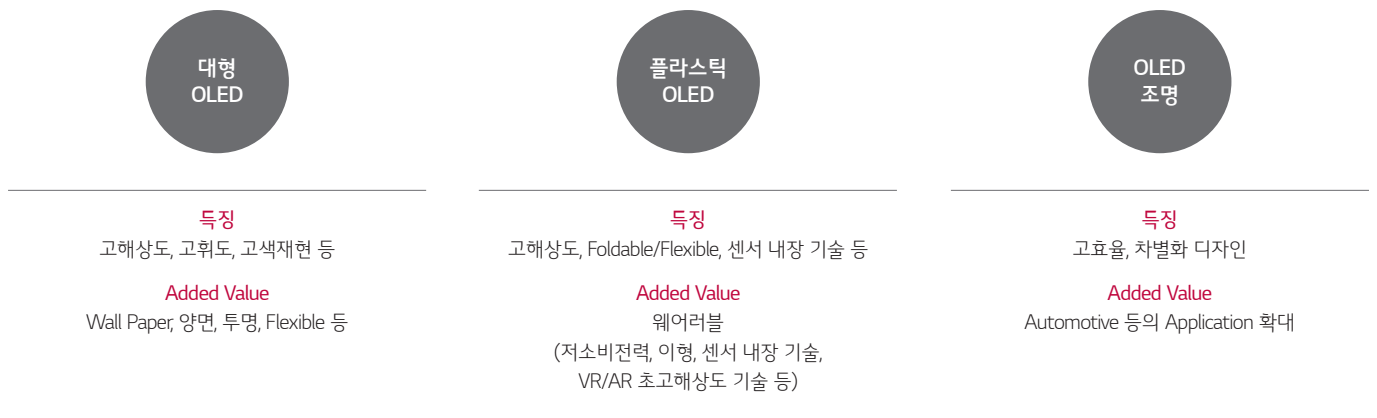 대형
OLED
득징
고해상도, 고휘도, 고색재현 등
Added Value
Wall Paper, 양면, 투명, Flexible 등
플라스틱
OLED
득징
고해상도, Foldable/Flexible, 센서 내장 기술 등
Added Value
웨어러블
(저소비전력, 이형, 센서 내장 기술,
VR/AR 초고해상도 기술 등)
OLED
조명
득징
고효율, 차별화 디자인
Added Value
Automotive 등의 Application 확대